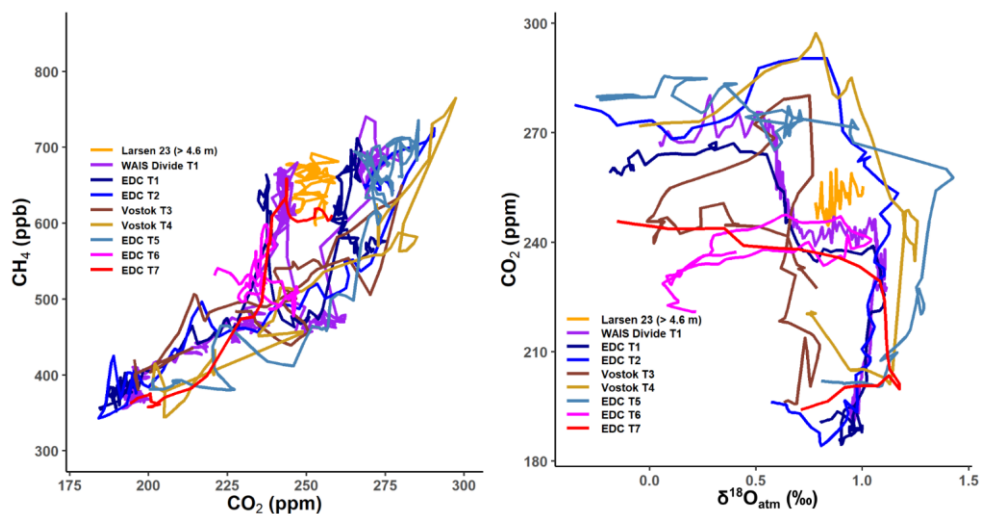 800
700
600
500
400
300
CH₄ (ppb)
Larsen 23 (> 4.6 m)
WAIS Divide T1
EDC T1
EDC T2
Vostok T3
Vostok T4
EDC T5
EDC T6
EDC T7
175 200 225 250 275 300
CO₂ (ppm)
300
270
240
210
180
CO₂ (ppm)
Larsen 23 (> 4.6 m)
WAIS Divide T1
EDC T1
EDC T2
Vostok T3
Vostok T4
EDC T5
EDC T6
EDC T7
0.0 0.5 1.0 1.5
δ¹⁸Oₐₜₘ (‰)